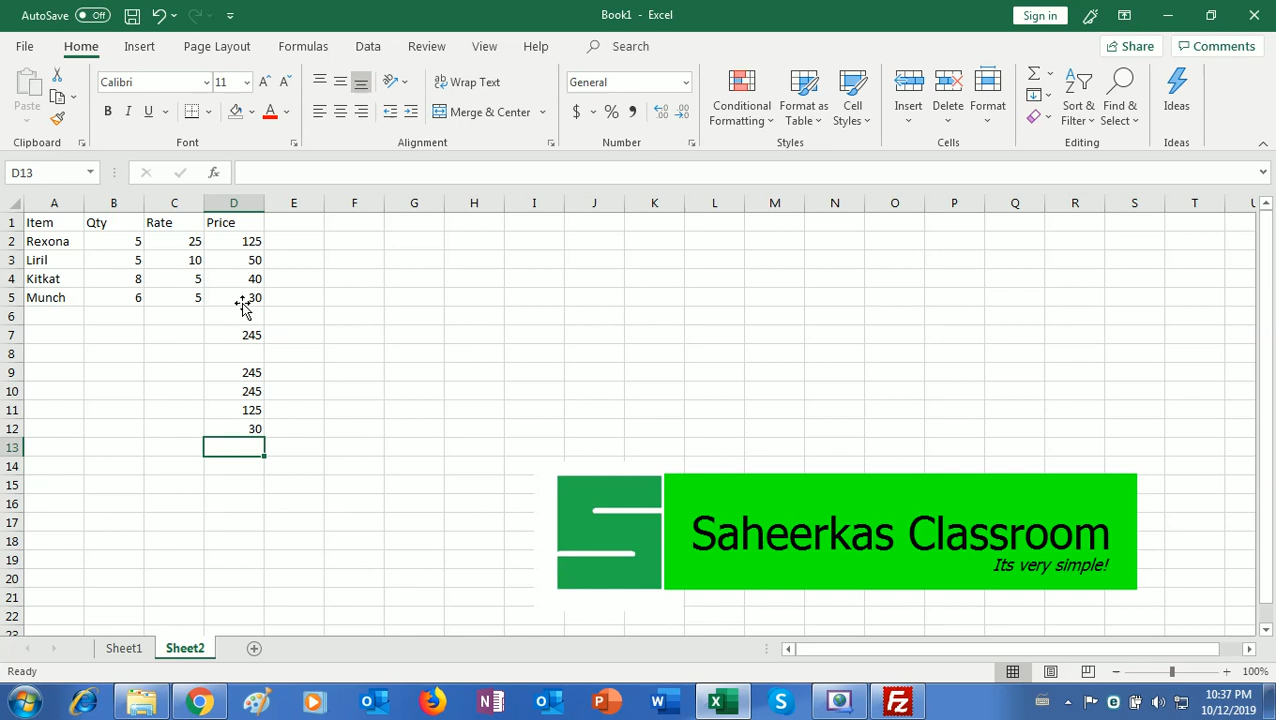 AutoSave Off Book1 - Excel Sign in
File Home Insert Page Layout Formulas Data Review View Help Search Share Comments
Paste Calibri 11 Wrap Text General Conditional Formatting Format as Table Cell Styles Insert Delete Format Sort & Filter Find & Select Ideas
B I U Merge & Center $ % ,
Clipboard Font Alignment Number Styles Cells Editing Ideas
D13 fx
A B C D E F G H I J K L M N O P Q R S T U
1 Item Qty Rate Price
2 Rexona 5 25 125
3 Liril 5 10 50
4 Kitkat 8 5 40
5 Munch 6 5 30
6
7 245
8
9 245
10 245
11 125
12 30
13
14
15
16
17
18
19
20
21
22
23
Saheerkas Classroom
Its very simple!
Sheet1 Sheet2
Ready 100%
10:37 PM
10/12/2019